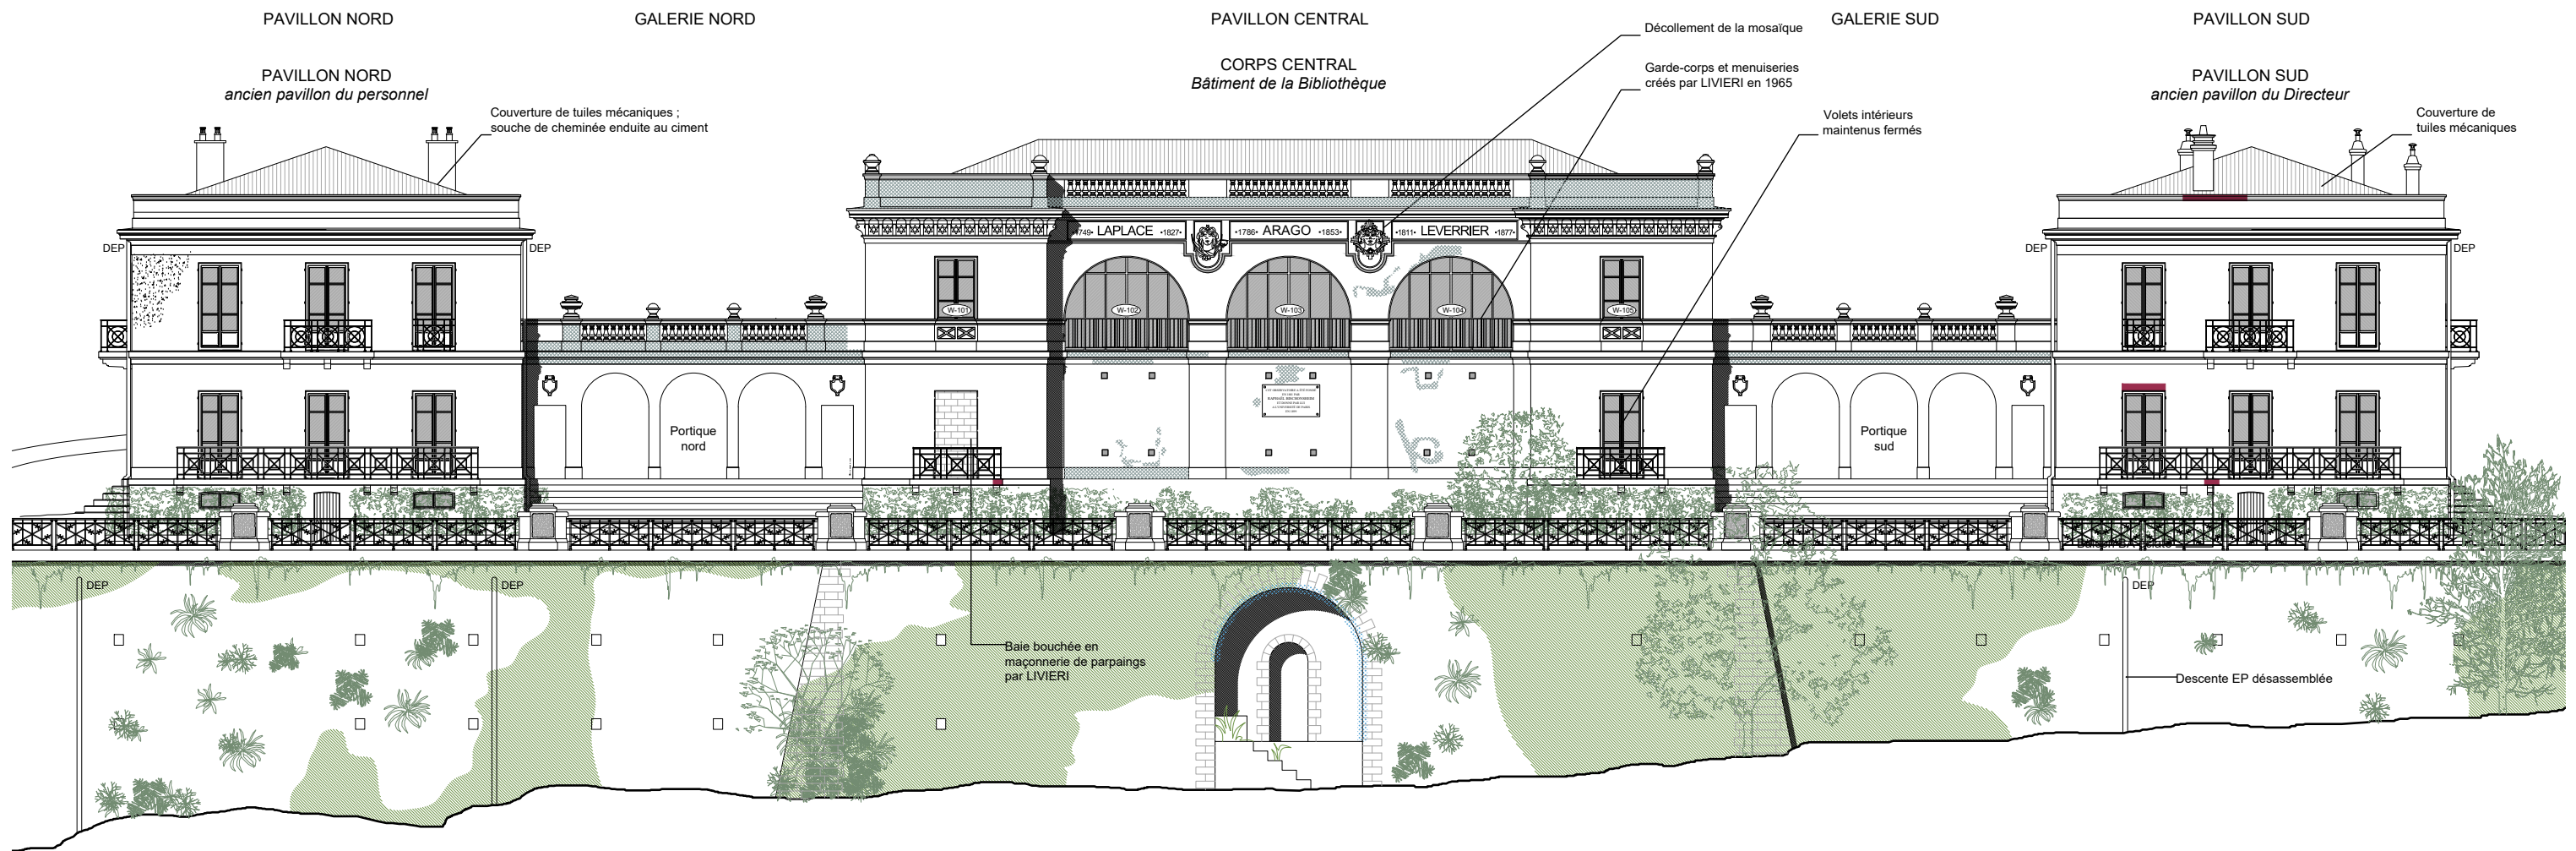 PAVILLON NORD
GALERIE NORD
PAVILLON CENTRAL
GALERIE SUD
PAVILLON SUD
Décollement de la mosaïque
CORPS CENTRAL
Bâtiment de la Bibliothèque
Garde-corps et menuiseries
créés par LIVIERI en 1965
PAVILLON NORD
ancien pavillon du personnel
PAVILLON SUD
ancien pavillon du Directeur
Couverture de tuiles mécaniques ;
souche de cheminée enduite au ciment
Volets intérieurs
maintenus fermés
Couverture de
tuiles mécaniques
•1749• LAPLACE •1827•
•1786• ARAGO •1853•
•1811• LEVERRIER •1877•
DEP
DEP
DEP
DEP
W-101
W-102
W-103
W-104
W-105
RAPHAEL BISCHOFFSHEIM
Portique
nord
Portique
sud
DEP
DEP
DEP
Baie bouchée en
maçonnerie de parpaings
par LIVIERI
Descente EP désassemblée